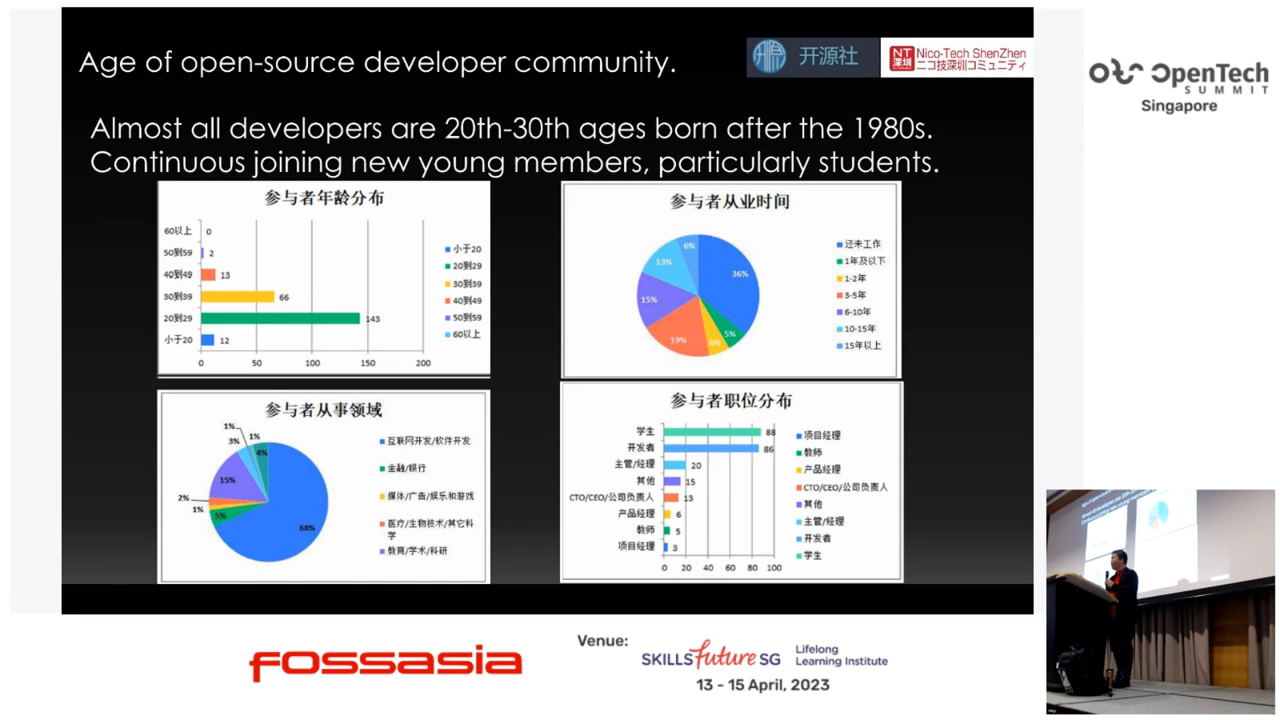 Age of open-source developer community.
开源社
NT
深圳
Nico-Tech ShenZhen
ニコ技深圳コミュニティ
OpenTech
SUMMIT
Singapore
Almost all developers are 20th-30th ages born after the 1980s.
Continuous joining new young members, particularly students.
参与者年龄分布
60以上 0
50到59 2
40到49 13
30到39 66
20到29 143
小于20 12
0 50 100 150 200
小于20
20到29
30到39
40到49
50到59
60以上
参与者从业时间
6%
13%
36%
15%
5%
19%
6%
还未工作
1年及以下
1-2年
3-5年
6-10年
10-15年
15年以上
参与者从事领域
1%
1%
3%
4%
15%
2%
1%
5%
68%
互联网开发/软件开发
金融/银行
媒体/广告/娱乐和游戏
医疗/生物技术/其它科
学
教育/学术/科研
参与者职位分布
学生 88
开发者 86
主管/经理 20
其他 15
CTO/CEO/公司负责人 13
产品经理 6
教师 5
项目经理 3
0 20 40 60 80 100
项目经理
教师
产品经理
CTO/CEO/公司负责人
其他
主管/经理
开发者
学生
fossasia
Venue:
SKILLS future SG
Lifelong
Learning Institute
13 - 15 April, 2023